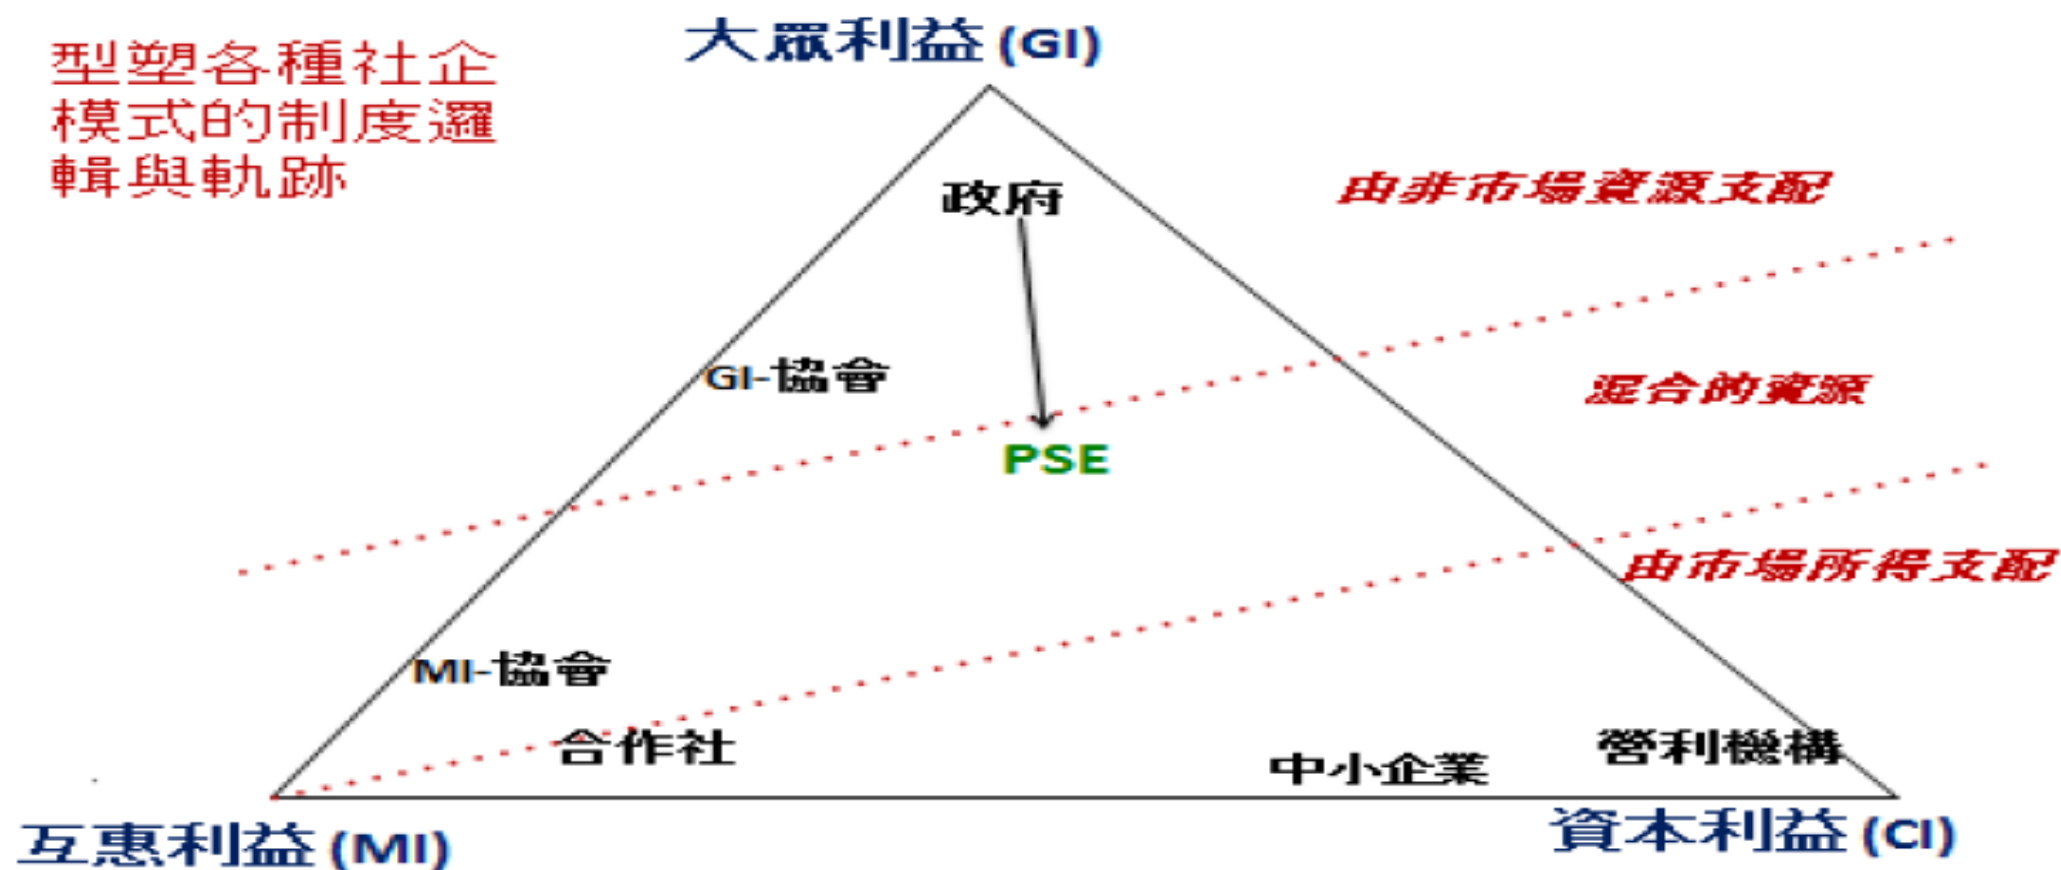 型塑各種社企
模式的制度邏
輯與軌跡
大眾利益 (GI)
政府
由非市場資源支配
GI-協會
混合的資源
PSE
由市場所得支配
MI-協會
合作社
中小企業
營利機構
互惠利益 (MI)
資本利益 (CI)